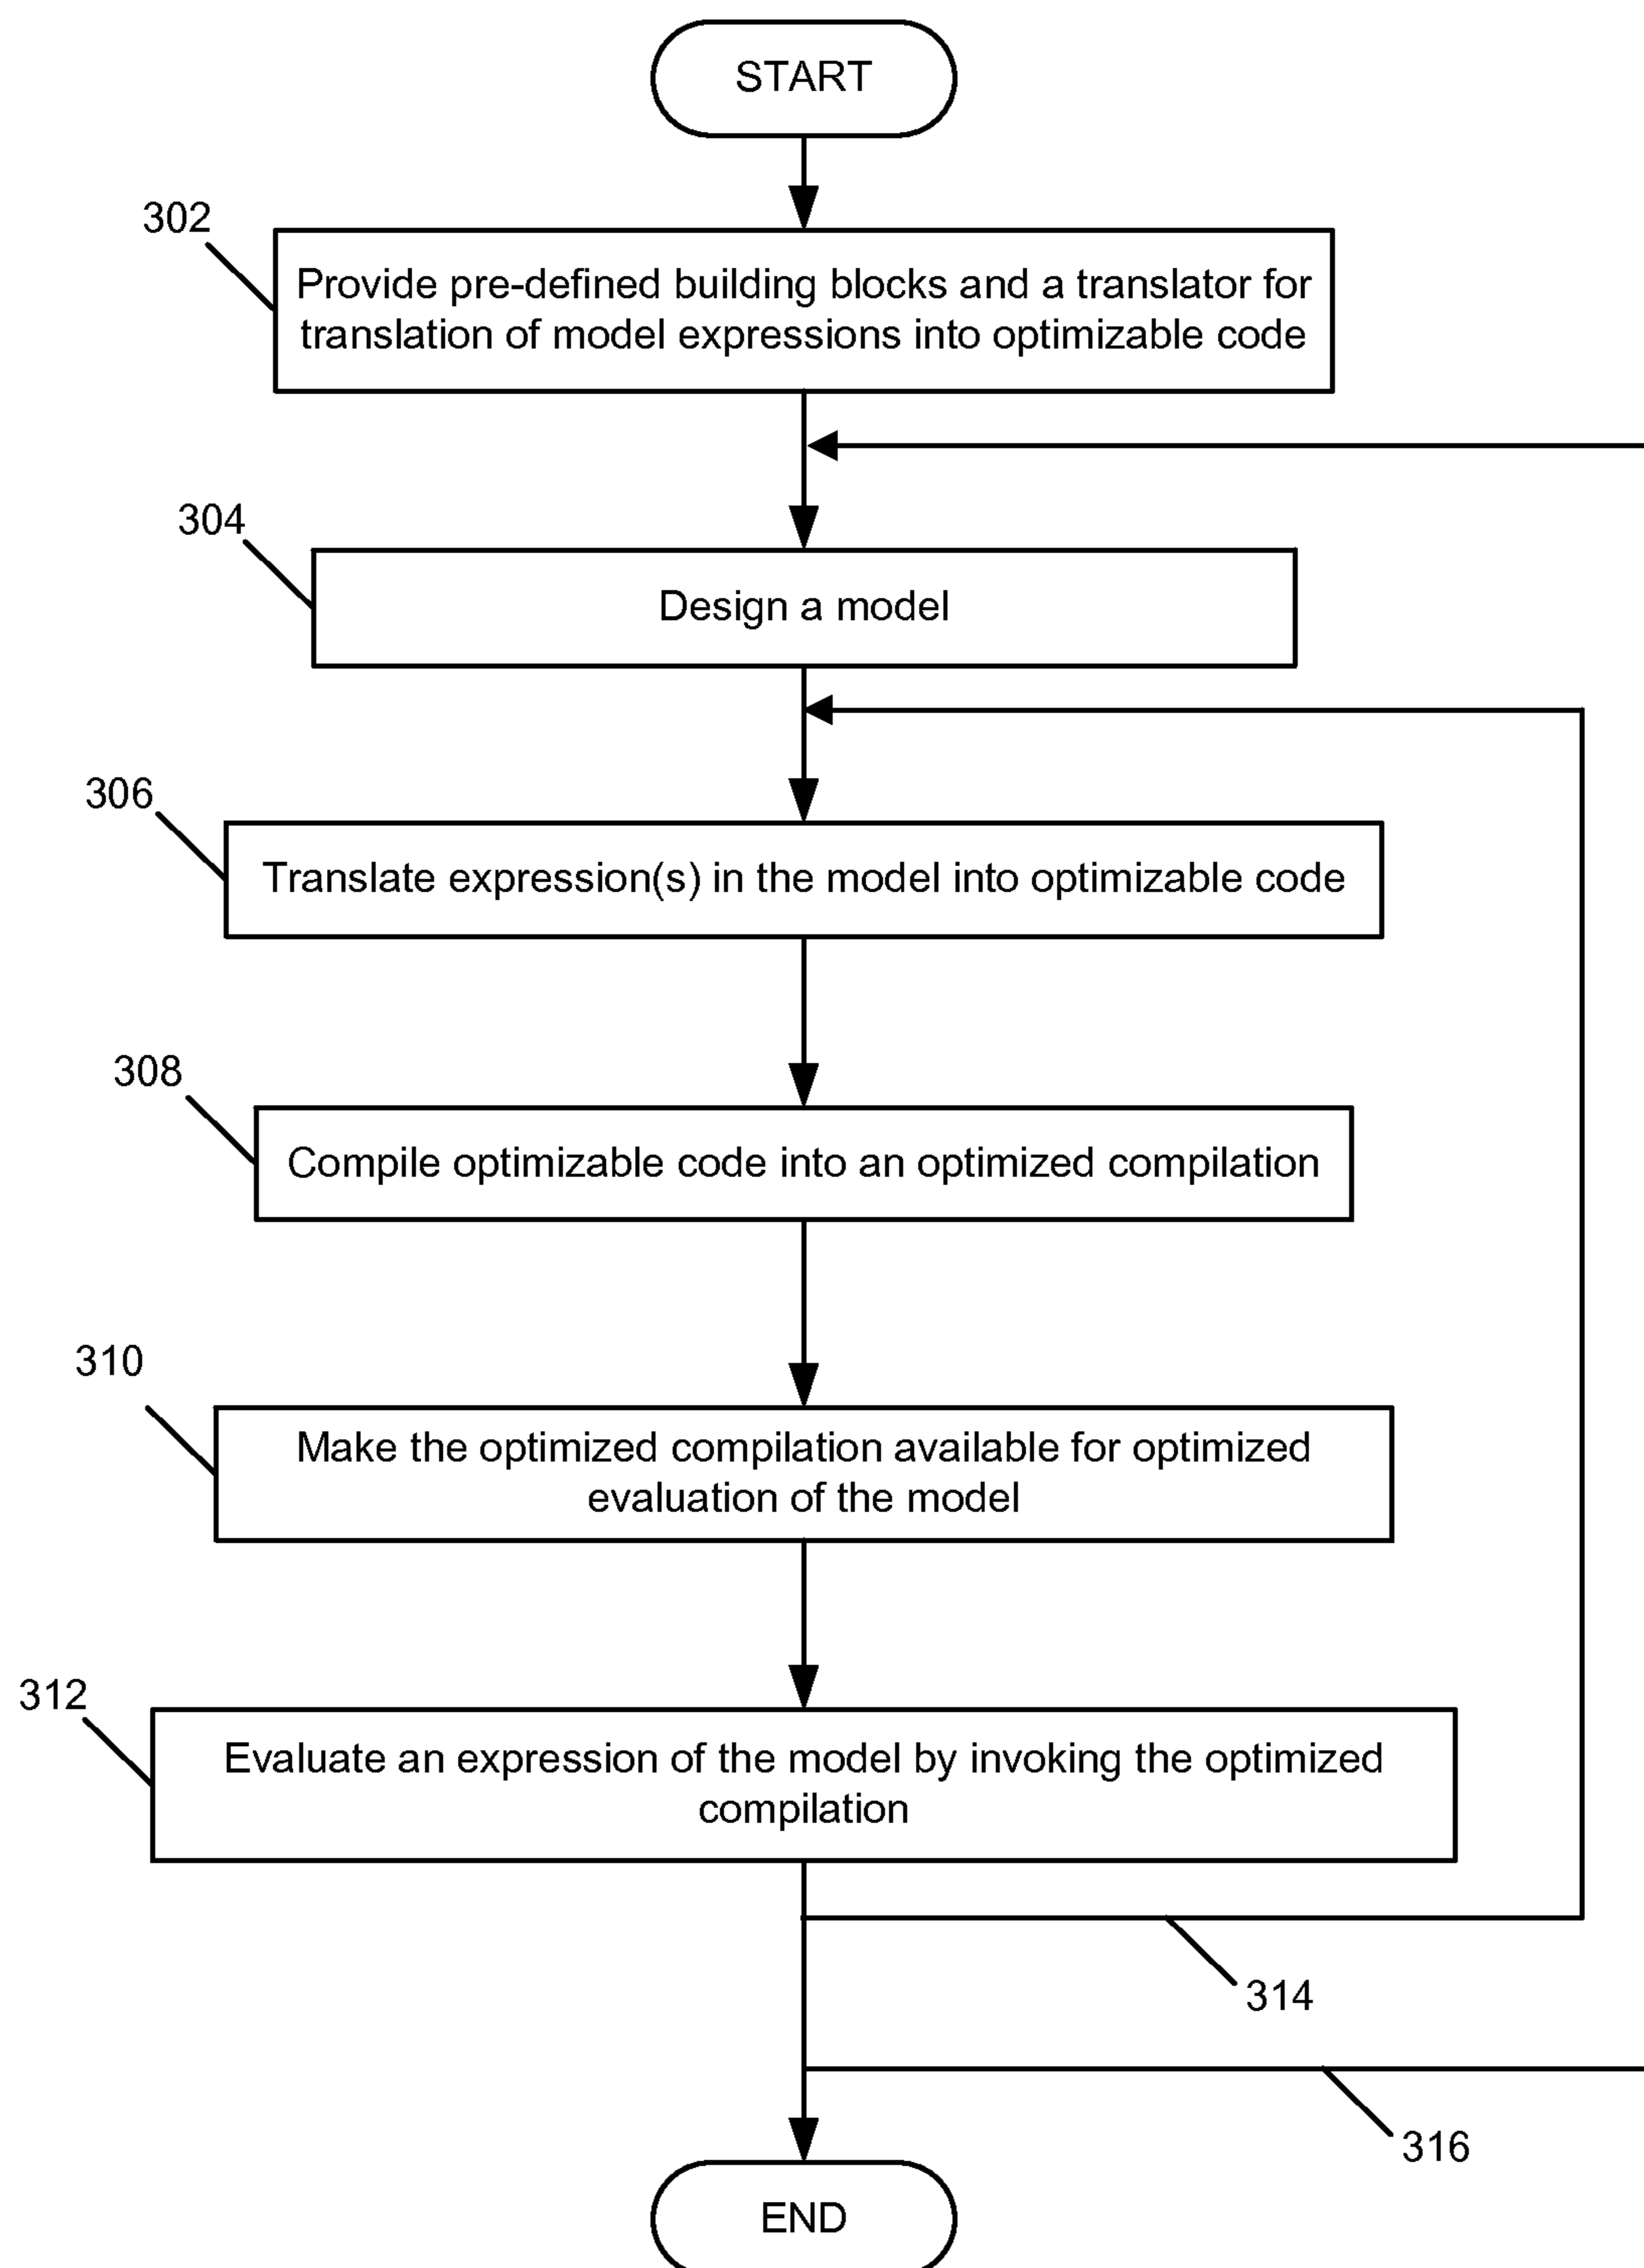 START
302
Provide pre-defined building blocks and a translator for
translation of model expressions into optimizable code
304
Design a model
306
Translate expression(s) in the model into optimizable code
308
Compile optimizable code into an optimized compilation
310
Make the optimized compilation available for optimized
evaluation of the model
312
Evaluate an expression of the model by invoking the optimized
compilation
314
316
END